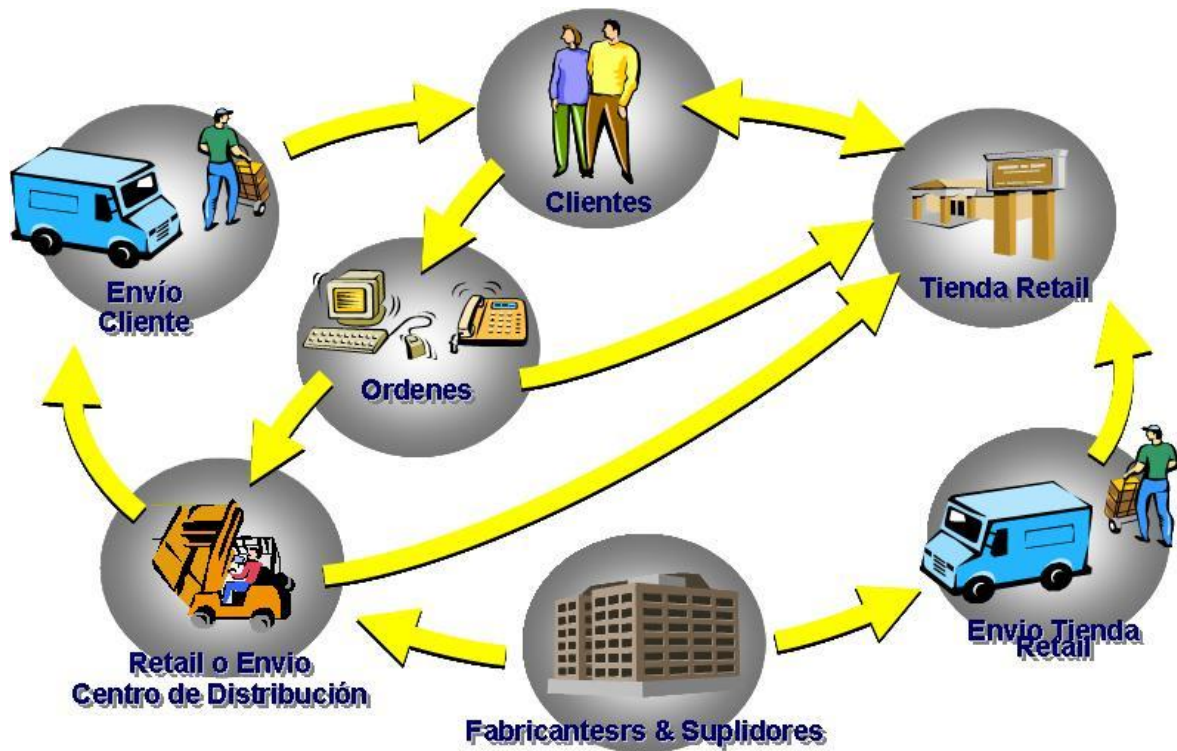 Clientes
Envío
Cliente
Tienda Retail
Ordenes
Envio Tienda
Retail
Retail o Envio
Centro de Distribución
Fabricantesrs & Suplidores